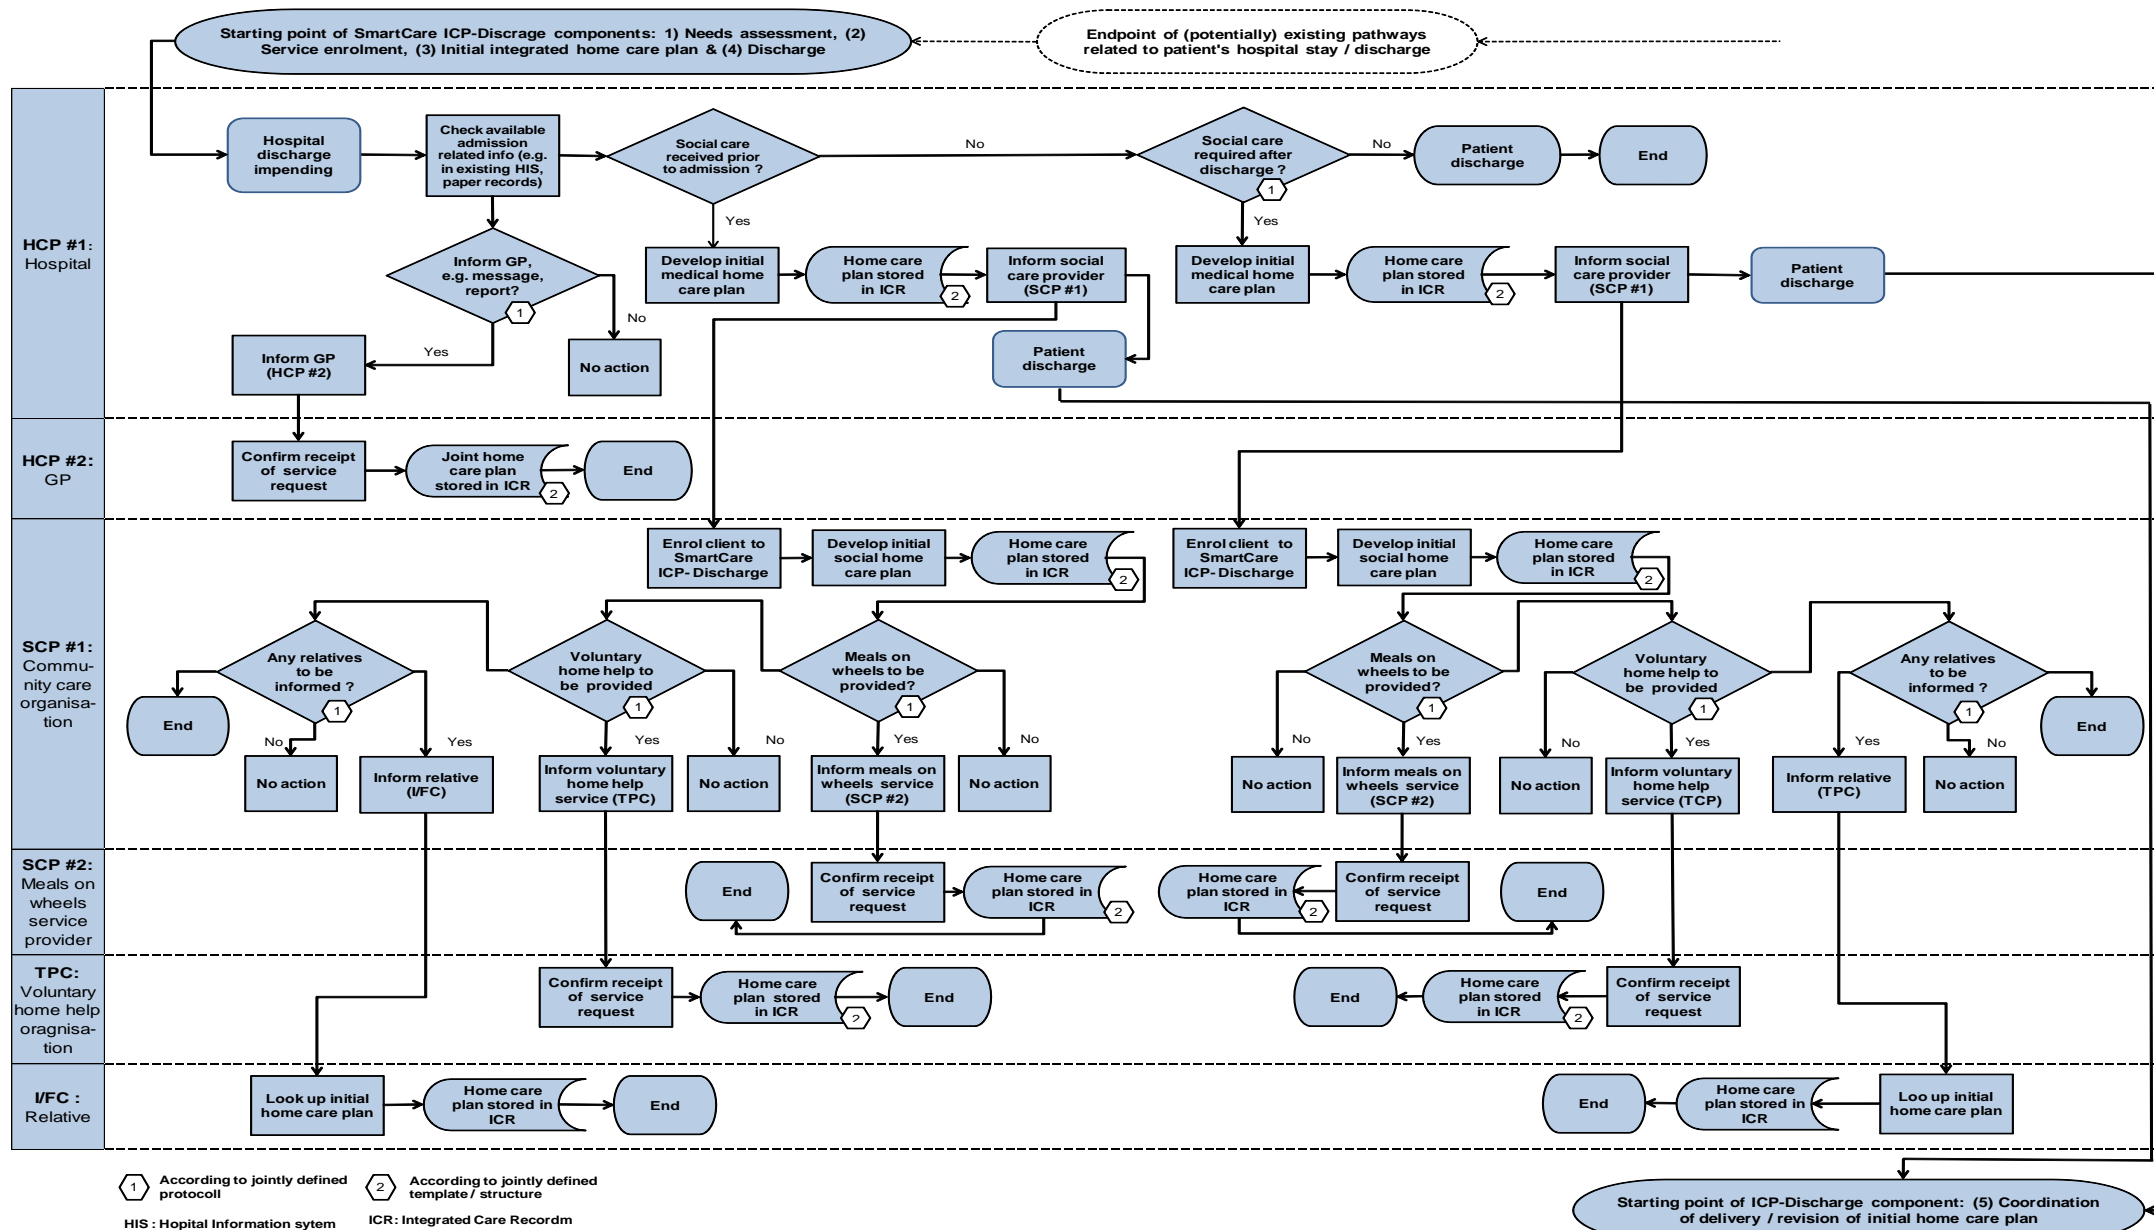 Starting point of SmartCare ICP-Discrage components: 1) Needs assessment, (2)
Service enrolment, (3) Initial integrated home care plan & (4) Discharge
Endpoint of (potentially) existing pathways
related to patient's hospital stay / discharge
HCP #1:
Hospital
Hospital
discharge
impending
Check available
admission
related info (e.g.
in existing HIS,
paper records)
Social care
received prior
to admission ?
No
Social care
required after
discharge ?
1
No
Patient
discharge
End
Yes
Yes
Inform GP,
e.g. message,
report?
1
No
Yes
Inform GP
(HCP #2)
No action
Develop initial
medical home
care plan
Home care
plan stored
in ICR
2
Inform social
care provider
(SCP #1)
Patient
discharge
Develop initial
medical home
care plan
Home care
plan stored
in ICR
2
Inform social
care provider
(SCP #1)
Patient
discharge
HCP #2:
GP
Confirm receipt
of service
request
Joint home
care plan
stored in ICR
2
End
SCP #1:
Commu-
nity care
organisa-
tion
Enrol client to
SmartCare
ICP- Discharge
Develop initial
social home
care plan
Home care
plan stored
in ICR
2
Enrol client to
SmartCare
ICP- Discharge
Develop initial
social home
care plan
Home care
plan stored
in ICR
2
Any relatives
to be
informed ?
1
Voluntary
home help to
be provided
1
Meals on
wheels to be
provided?
1
Meals on
wheels to be
provided?
1
Voluntary
home help to
be provided
1
Any relatives
to be
informed ?
1
End
No
Yes
Yes
No
Yes
No
No
Yes
No
Yes
Yes
No
End
No action
Inform relative
(I/FC)
Inform voluntary
home help
service (TPC)
No action
Inform meals on
wheels service
(SCP #2)
No action
No action
Inform meals on
wheels service
(SCP #2)
No action
Inform voluntary
home help
service (TCP)
Inform relative
(TPC)
No action
SCP #2:
Meals on
wheels
service
provider
End
Confirm receipt
of service
request
Home care
plan stored in
ICR
2
Home care
plan stored in
ICR
2
Confirm receipt
of service
request
End
TPC:
Voluntary
home help
oragnisa-
tion
Confirm receipt
of service
request
Home care
plan stored
in ICR
2
End
End
Home care
plan stored
in ICR
2
Confirm receipt
of service
request
I/FC :
Relative
Look up initial
home care plan
Home care
plan stored in
ICR
End
End
Home care
plan stored in
ICR
Loo up initial
home care plan
1
According to jointly defined
protocoll
2
According to jointly defined
template / structure
HIS : Hopital Information sytem
ICR: Integrated Care Recordm
Starting point of ICP-Discharge component: (5) Coordination
of delivery / revision of initial home care plan